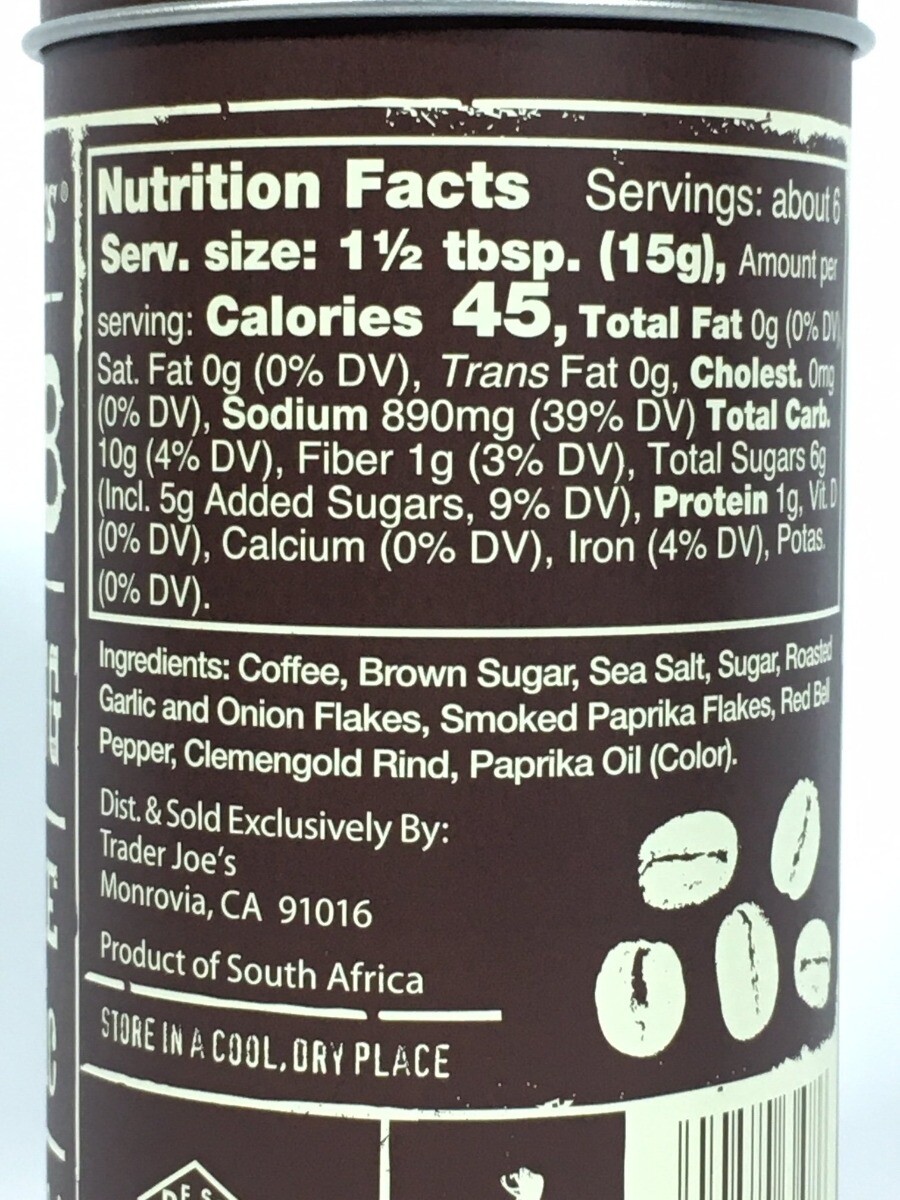 Nutrition Facts Servings: about 6
Serv. size: 1½ tbsp. (15g), Amount per
serving: Calories 45, Total Fat 0g (0% DV),
Sat. Fat 0g (0% DV), Trans Fat 0g, Cholest. 0mg
(0% DV), Sodium 890mg (39% DV) Total Carb.
10g (4% DV), Fiber 1g (3% DV), Total Sugars 6g
(Incl. 5g Added Sugars, 9% DV), Protein 1g, Vit. D
(0% DV), Calcium (0% DV), Iron (4% DV), Potas.
(0% DV).
Ingredients: Coffee, Brown Sugar, Sea Salt, Sugar, Roasted
Garlic and Onion Flakes, Smoked Paprika Flakes, Red Bell
Pepper, Clemengold Rind, Paprika Oil (Color).
Dist. & Sold Exclusively By:
Trader Joe's
Monrovia, CA 91016
Product of South Africa
STORE IN A COOL, DRY PLACE